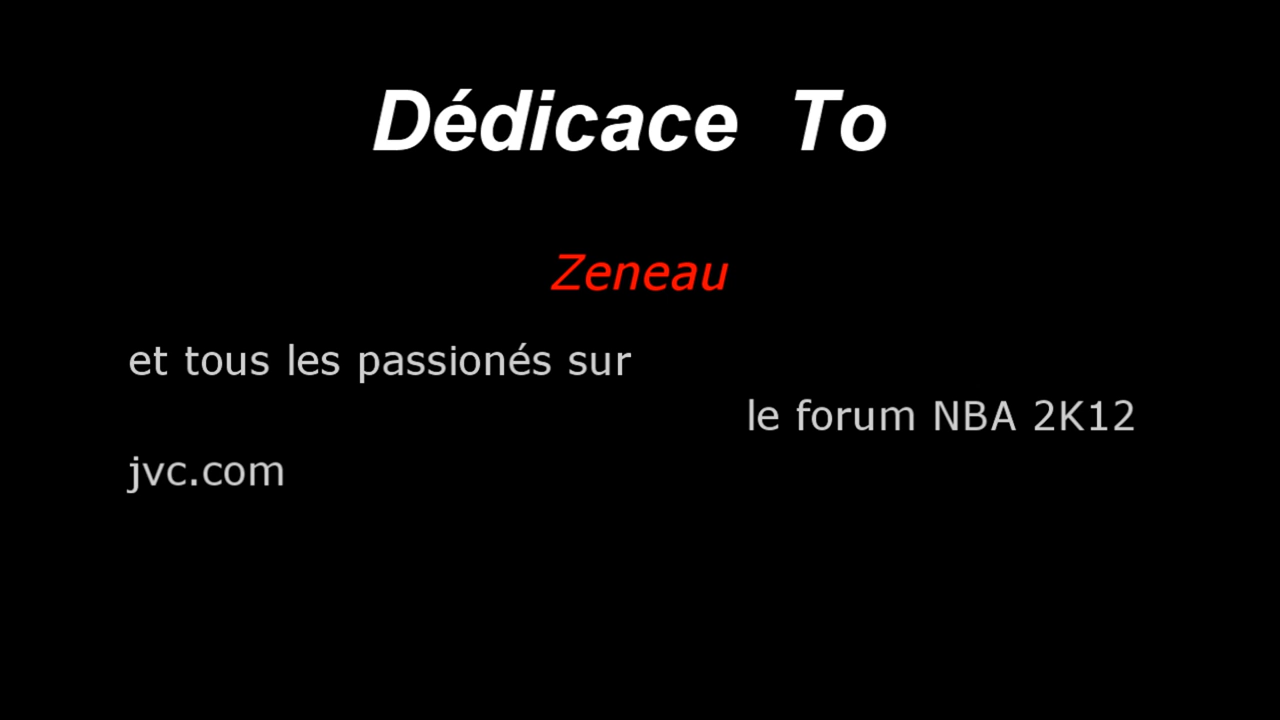 Dédicace To
Zeneau
et tous les passionés sur
le forum NBA 2K12
jvc.com